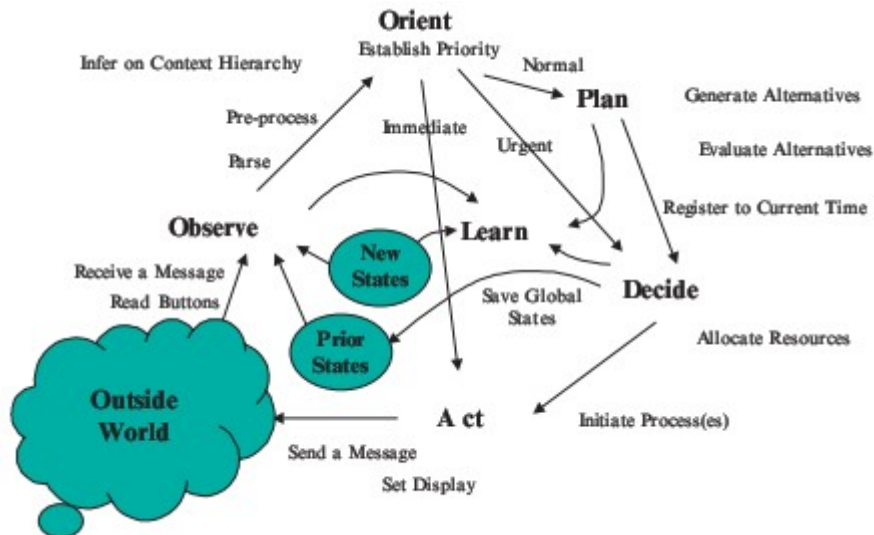 Orient
Establish Priority
Infer on Context Hierarchy
Normal
Plan
Generate Alternatives
Pre-process
Immediate
Urgent
Evaluate Alternatives
Parse
Register to Current Time
Observe
Learn
New
States
Receive a Message
Read Buttons
Save Global
States
Decide
Prior
States
Allocate Resources
Outside
World
A ct
Initiate Process(es)
Send a Message
Set Display